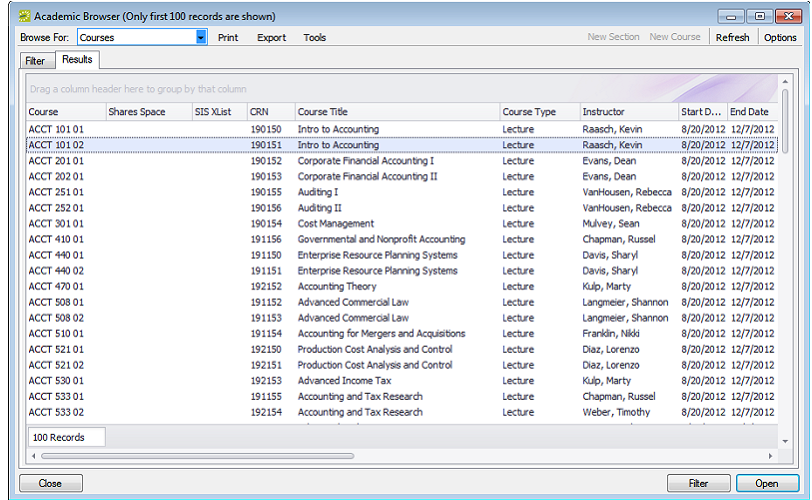 Academic Browser (Only first 100 records are shown)
Browse For: Courses Print Export Tools New Section New Course Refresh Options
Filter Results
Drag a column header here to group by that column
Course Shares Space SIS XList CRN Course Title Course Type Instructor Start D... End Date
ACCT 101 01 190150 Intro to Accounting Lecture Raasch, Kevin 8/20/2012 12/7/2012
ACCT 101 02 190151 Intro to Accounting Lecture Raasch, Kevin 8/20/2012 12/7/2012
ACCT 201 01 190152 Corporate Financial Accounting I Lecture Evans, Dean 8/20/2012 12/7/2012
ACCT 202 01 190153 Corporate Financial Accounting II Lecture Evans, Dean 8/20/2012 12/7/2012
ACCT 251 01 190155 Auditing I Lecture VanHousen, Rebecca 8/20/2012 12/7/2012
ACCT 252 01 190156 Auditing II Lecture VanHousen, Rebecca 8/20/2012 12/7/2012
ACCT 301 01 190154 Cost Management Lecture Mulvey, Sean 8/20/2012 12/7/2012
ACCT 410 01 191156 Governmental and Nonprofit Accounting Lecture Chapman, Russel 8/20/2012 12/7/2012
ACCT 440 01 191150 Enterprise Resource Planning Systems Lecture Davis, Sharyl 8/20/2012 12/7/2012
ACCT 440 02 191151 Enterprise Resource Planning Systems Lecture Davis, Sharyl 8/20/2012 12/7/2012
ACCT 470 01 192152 Accounting Theory Lecture Kulp, Marty 8/20/2012 12/7/2012
ACCT 508 01 191152 Advanced Commercial Law Lecture Langmeier, Shannon 8/20/2012 12/7/2012
ACCT 508 02 191153 Advanced Commercial Law Lecture Langmeier, Shannon 8/20/2012 12/7/2012
ACCT 510 01 191154 Accounting for Mergers and Acquisitions Lecture Franklin, Nikki 8/20/2012 12/7/2012
ACCT 521 01 192150 Production Cost Analysis and Control Lecture Diaz, Lorenzo 8/20/2012 12/7/2012
ACCT 521 02 192151 Production Cost Analysis and Control Lecture Diaz, Lorenzo 8/20/2012 12/7/2012
ACCT 530 01 192153 Advanced Income Tax Lecture Kulp, Marty 8/20/2012 12/7/2012
ACCT 533 01 191155 Accounting and Tax Research Lecture Chapman, Russel 8/20/2012 12/7/2012
ACCT 533 02 192154 Accounting and Tax Research Lecture Weber, Timothy 8/20/2012 12/7/2012
100 Records
Close Filter Open